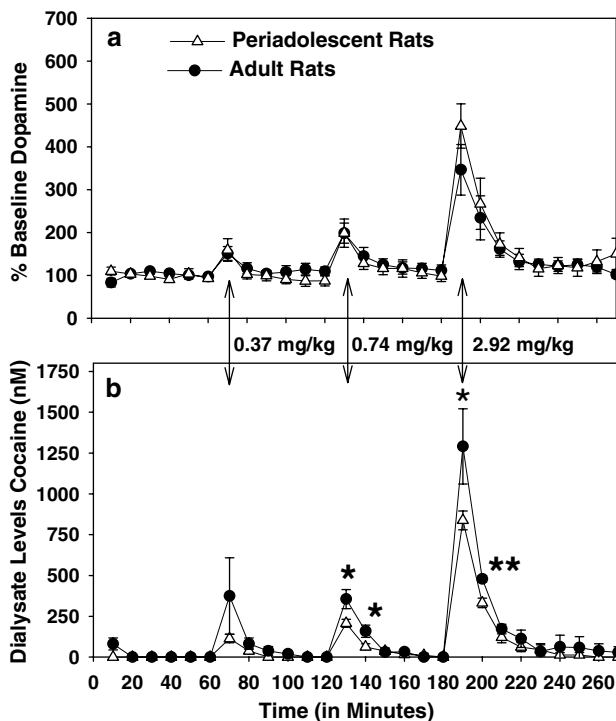 a
Periadolescent Rats
Adult Rats
% Baseline Dopamine
700
600
500
400
300
200
100
0
0.37 mg/kg
0.74 mg/kg
2.92 mg/kg
b
Dialysate Levels Cocaine (nM)
1750
1500
1250
1000
750
500
250
0
*
*
*
**
0 20 40 60 80 100 120 140 160 180 200 220 240 260
Time (in Minutes)